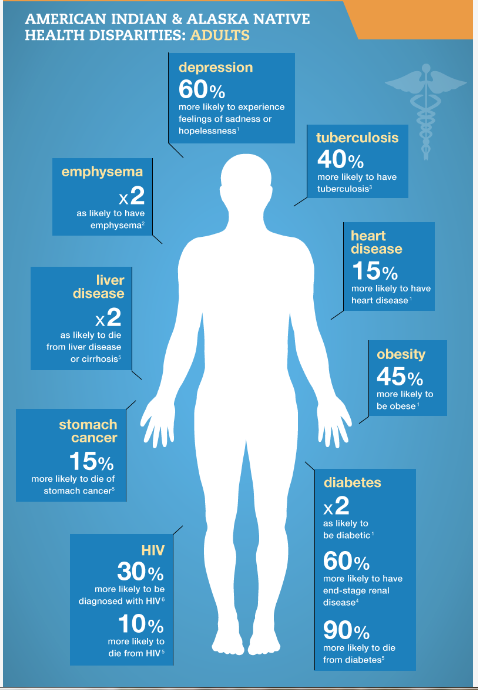 AMERICAN INDIAN & ALASKA NATIVE
HEALTH DISPARITIES: ADULTS
depression
60%
more likely to experience
feelings of sadness or
hopelessness¹
tuberculosis
40%
more likely to have
tuberculosis⁵
emphysema
x2
as likely to have
emphysema²
heart
disease
15%
more likely to have
heart disease¹
liver
disease
x2
as likely to die
from liver disease
or cirrhosis⁵
obesity
45%
more likely to
be obese¹
stomach
cancer
15%
more likely to die of
stomach cancer⁵
diabetes
x2
as likely to
be diabetic¹
60%
more likely to have
end-stage renal
disease⁴
90%
more likely to die
from diabetes⁵
HIV
30%
more likely to be
diagnosed with HIV⁶
10%
more likely to
die from HIV⁵